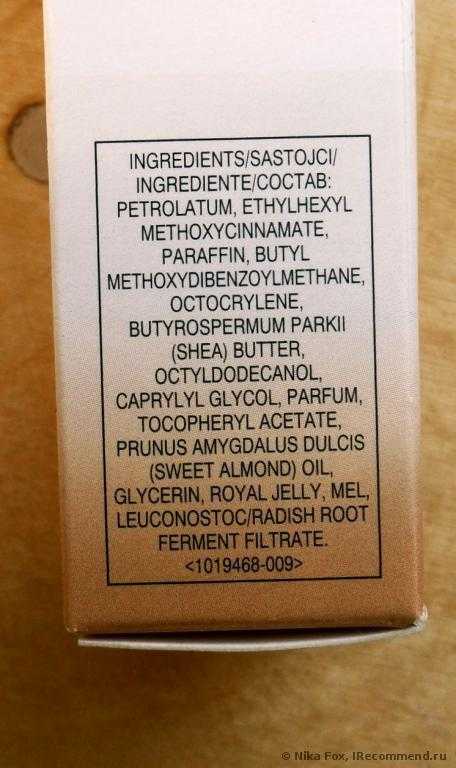 INGREDIENTS/SASTOJCI/
INGREDIENTE/СОСТАВ:
PETROLATUM, ETHYLHEXYL
METHOXYCINNAMATE,
PARAFFIN, BUTYL
METHOXYDIBENZOYLMETHANE,
OCTOCRYLENE,
BUTYROSPERMUM PARKII
(SHEA) BUTTER,
OCTYLDODECANOL,
CAPRYLYL GLYCOL, PARFUM,
TOCOPHERYL ACETATE,
PRUNUS AMYGDALUS DULCIS
(SWEET ALMOND) OIL,
GLYCERIN, ROYAL JELLY, MEL,
LEUCONOSTOC/RADISH ROOT
FERMENT FILTRATE.
<1019468-009>
© Nika Fox, IRecommend.ru